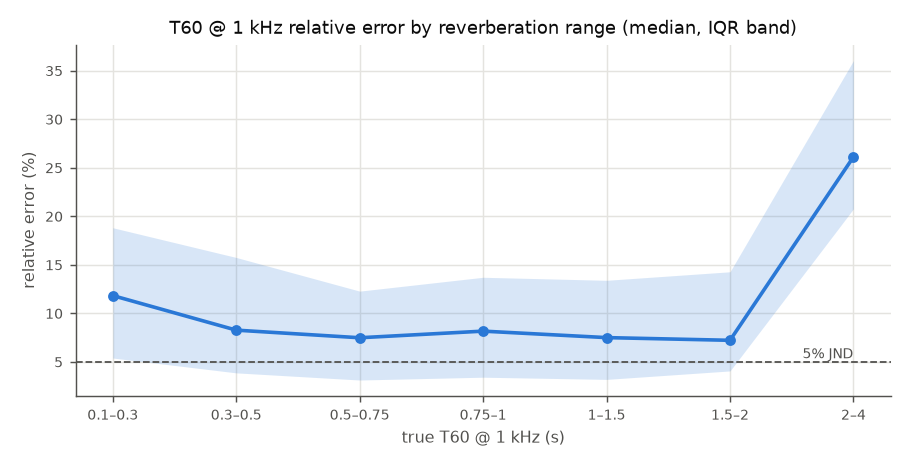 T60 @ 1 kHz relative error by reverberation range (median, IQR band)
relative error (%)
35
30
25
20
15
10
5
5% JND
0.1–0.3 0.3–0.5 0.5–0.75 0.75–1 1–1.5 1.5–2 2–4
true T60 @ 1 kHz (s)